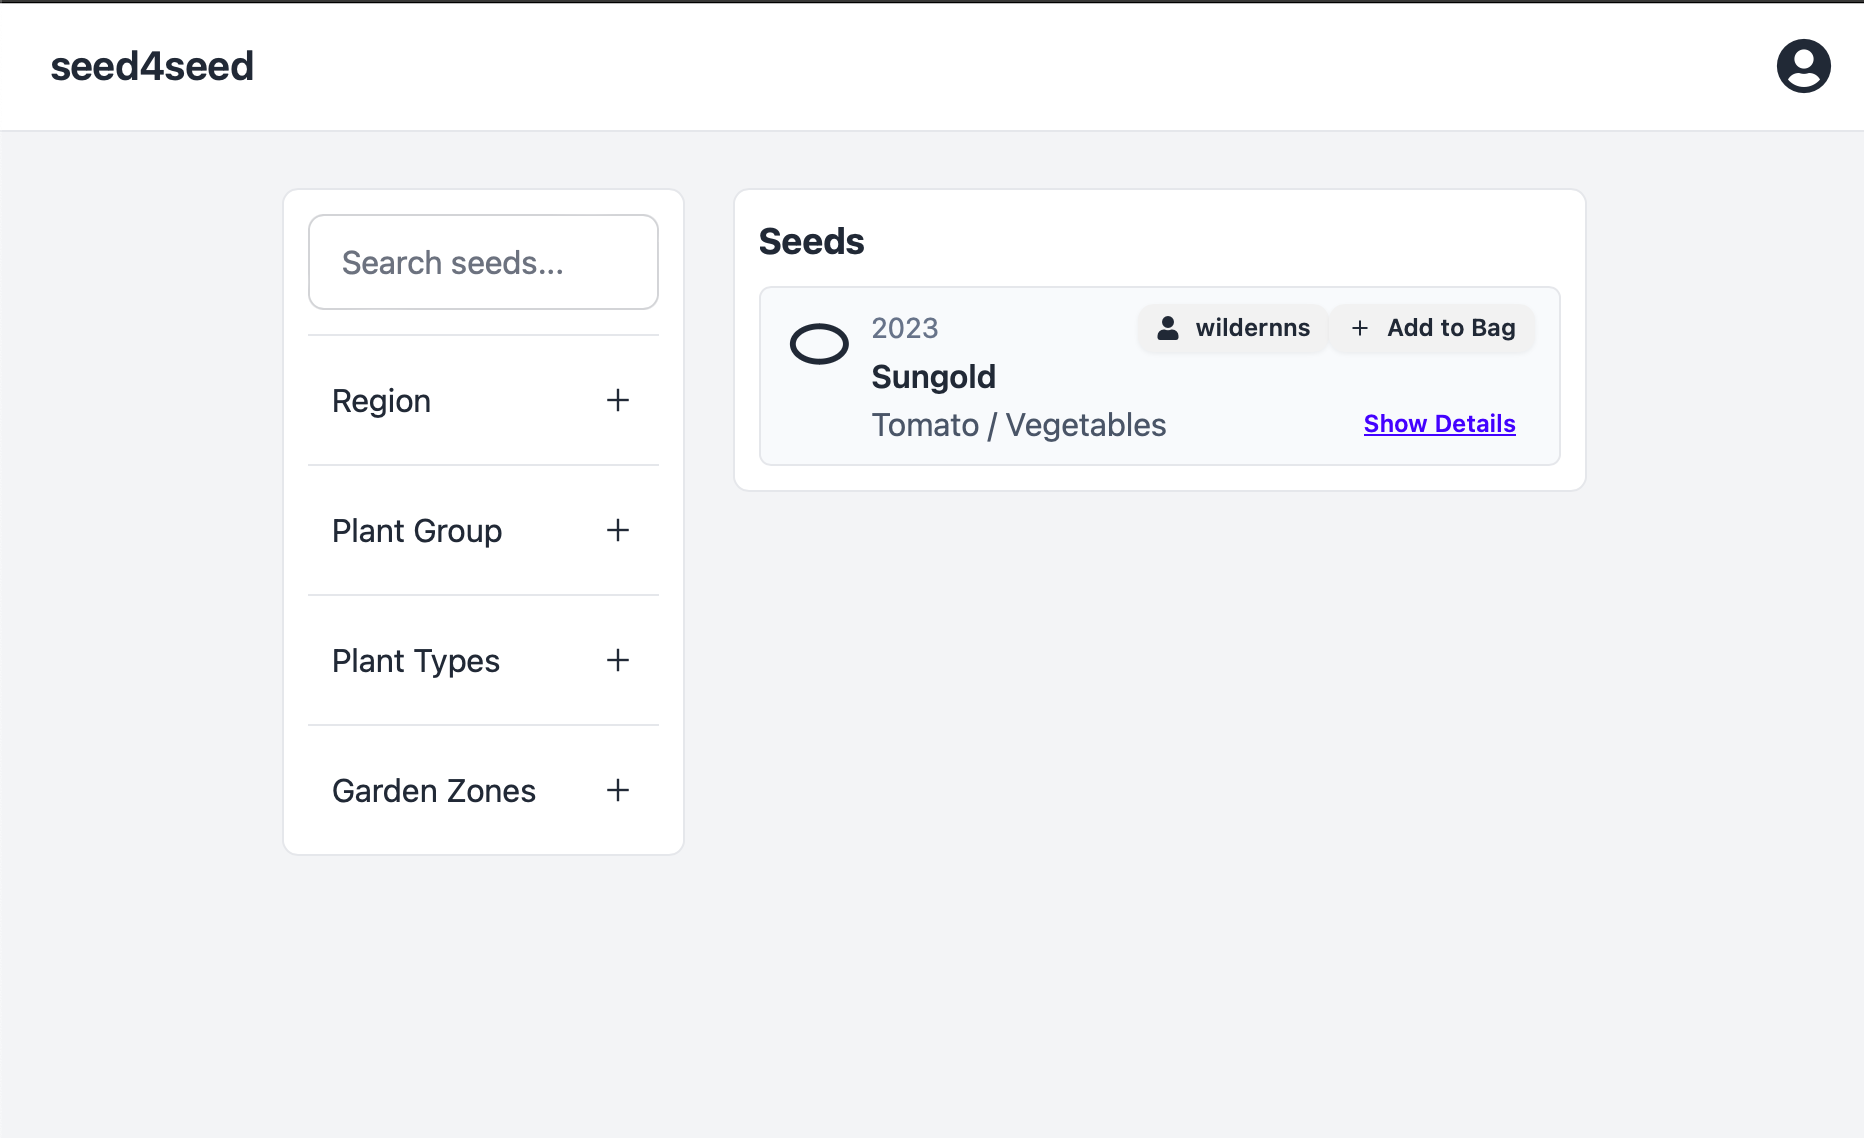 seed4seed
Search seeds...
Region
Plant Group
Plant Types
Garden Zones
Seeds
2023
wildernns
Add to Bag
Sungold
Tomato / Vegetables
Show Details